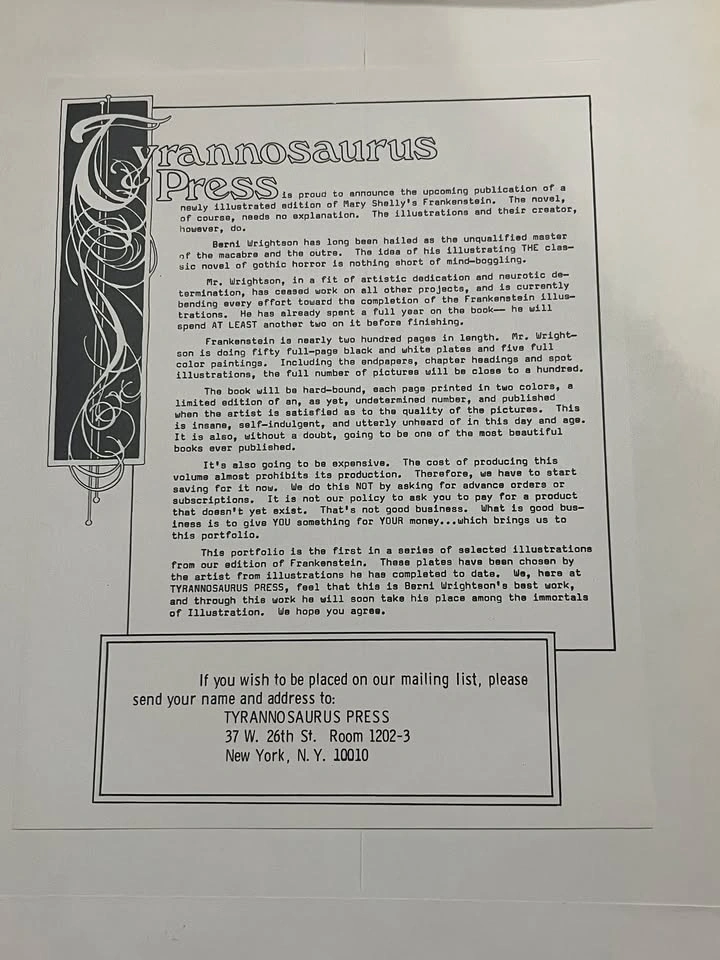 Tyrannosaurus
Press is proud to announce the upcoming publication of a
newly illustrated edition of Mary Shelly's Frankenstein. The novel,
of course, needs no explanation. The illustrations and their creator,
however, do.
Berni Wrightson has long been hailed as the unqualified master
of the macabre and the outre. The idea of his illustrating THE clas-
sic novel of gothic horror is nothing short of mind-boggling.
Mr. Wrightson, in a fit of artistic dedication and neurotic de-
termination, has ceased work on all other projects, and is currently
bending every effort toward the completion of the Frankenstein illus-
trations. He has already spent a full year on the book— he will
spend AT LEAST another two on it before finishing.
Frankenstein is nearly two hundred pages in length. Mr. Wright-
son is doing fifty full-page black and white plates and five full
color paintings. Including the endpapers, chapter headings and spot
illustrations, the full number of pictures will be close to a hundred.
The book will be hard-bound, each page printed in two colors, a
limited edition of an, as yet, undetermined number, and published
when the artist is satisfied as to the quality of the pictures. This
is insane, self-indulgent, and utterly unheard of in this day and age.
It is also, without a doubt, going to be one of the most beautiful
books ever published.
It's also going to be expensive. The cost of producing this
volume almost prohibits its production. Therefore, we have to start
saving for it now. We do this NOT by asking for advance orders or
subscriptions. It is not our policy to ask you to pay for a product
that doesn't yet exist. That's not good business. What is good bus-
iness is to give YOU something for YOUR money...which brings us to
this portfolio.
This portfolio is the first in a series of selected illustrations
from our edition of Frankenstein. These plates have been chosen by
the artist from illustrations he has completed to date. We, here at
TYRANNOSAURUS PRESS, feel that this is Berni Wrightson's best work,
and through this work he will soon take his place among the immortals
of Illustration. We hope you agree.
If you wish to be placed on our mailing list, please
send your name and address to:
TYRANNOSAURUS PRESS
37 W. 26th St. Room 1202-3
New York, N.Y. 10010